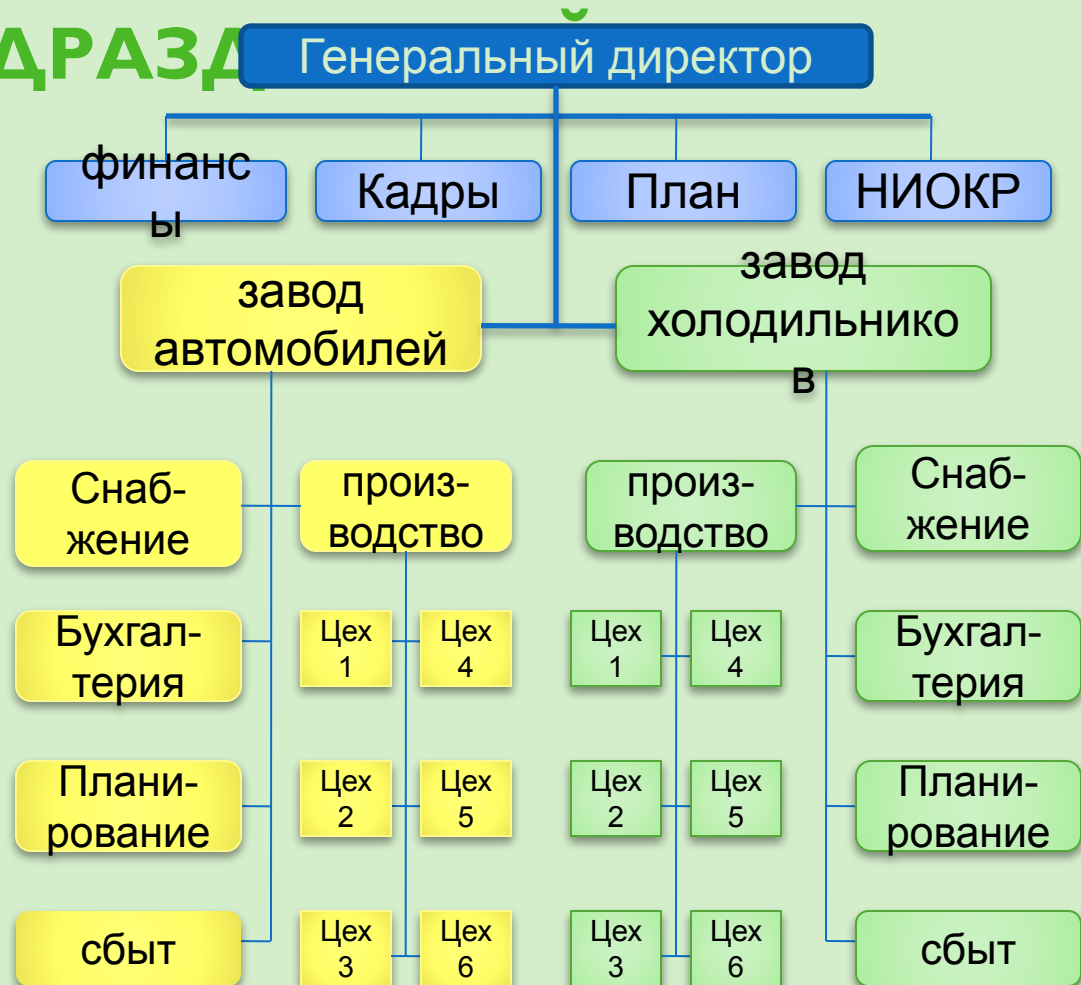 ДРАЗД
Генеральный директор
финанс
ы
Кадры
План
НИОКР
завод
автомобилей
завод
холодильнико
в
Снаб-
жение
произ-
водство
произ-
водство
Снаб-
жение
Бухгал-
терия
Цех
1
Цех
4
Цех
1
Цех
4
Бухгал-
терия
Плани-
рование
Цех
2
Цех
5
Цех
2
Цех
5
Плани-
рование
сбыт
Цех
3
Цех
6
Цех
3
Цех
6
сбыт